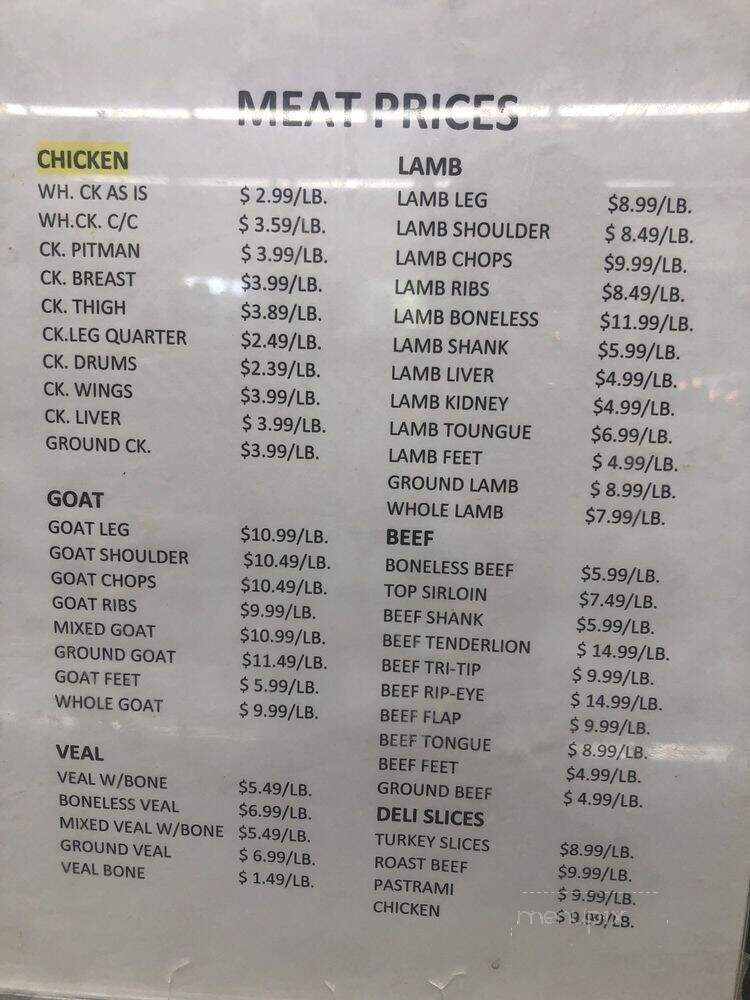 MEAT PRICES
CHICKEN
WH. CK AS IS $ 2.99/LB.
WH.CK. C/C $ 3.59/LB.
CK. PITMAN $ 3.99/LB.
CK. BREAST $3.99/LB.
CK. THIGH $3.89/LB.
CK.LEG QUARTER $2.49/LB.
CK. DRUMS $2.39/LB.
CK. WINGS $3.99/LB.
CK. LIVER $ 3.99/LB.
GROUND CK. $3.99/LB.
GOAT
GOAT LEG $10.99/LB.
GOAT SHOULDER $10.49/LB.
GOAT CHOPS $10.49/LB.
GOAT RIBS $9.99/LB.
MIXED GOAT $10.99/LB.
GROUND GOAT $11.49/LB.
GOAT FEET $ 5.99/LB.
WHOLE GOAT $ 9.99/LB.
VEAL
VEAL W/BONE $5.49/LB.
BONELESS VEAL $6.99/LB.
MIXED VEAL W/BONE $5.49/LB.
GROUND VEAL $ 6.99/LB.
VEAL BONE $ 1.49/LB.
LAMB
LAMB LEG $8.99/LB.
LAMB SHOULDER $ 8.49/LB.
LAMB CHOPS $9.99/LB.
LAMB RIBS $8.49/LB.
LAMB BONELESS $11.99/LB.
LAMB SHANK $5.99/LB.
LAMB LIVER $4.99/LB.
LAMB KIDNEY $4.99/LB.
LAMB TOUNGUE $6.99/LB.
LAMB FEET $ 4.99/LB.
GROUND LAMB $ 8.99/LB.
WHOLE LAMB $7.99/LB.
BEEF
BONELESS BEEF $5.99/LB.
TOP SIRLOIN $7.49/LB.
BEEF SHANK $5.99/LB.
BEEF TENDERLION $ 14.99/LB.
BEEF TRI-TIP $ 9.99/LB.
BEEF RIP-EYE $ 14.99/LB.
BEEF FLAP $ 9.99/LB.
BEEF TONGUE $ 8.99/LB.
BEEF FEET $4.99/LB.
GROUND BEEF $ 4.99/LB.
DELI SLICES
TURKEY SLICES $8.99/LB.
ROAST BEEF $9.99/LB.
PASTRAMI $ 9.99/LB.
CHICKEN $ 9.99/LB.
menupix